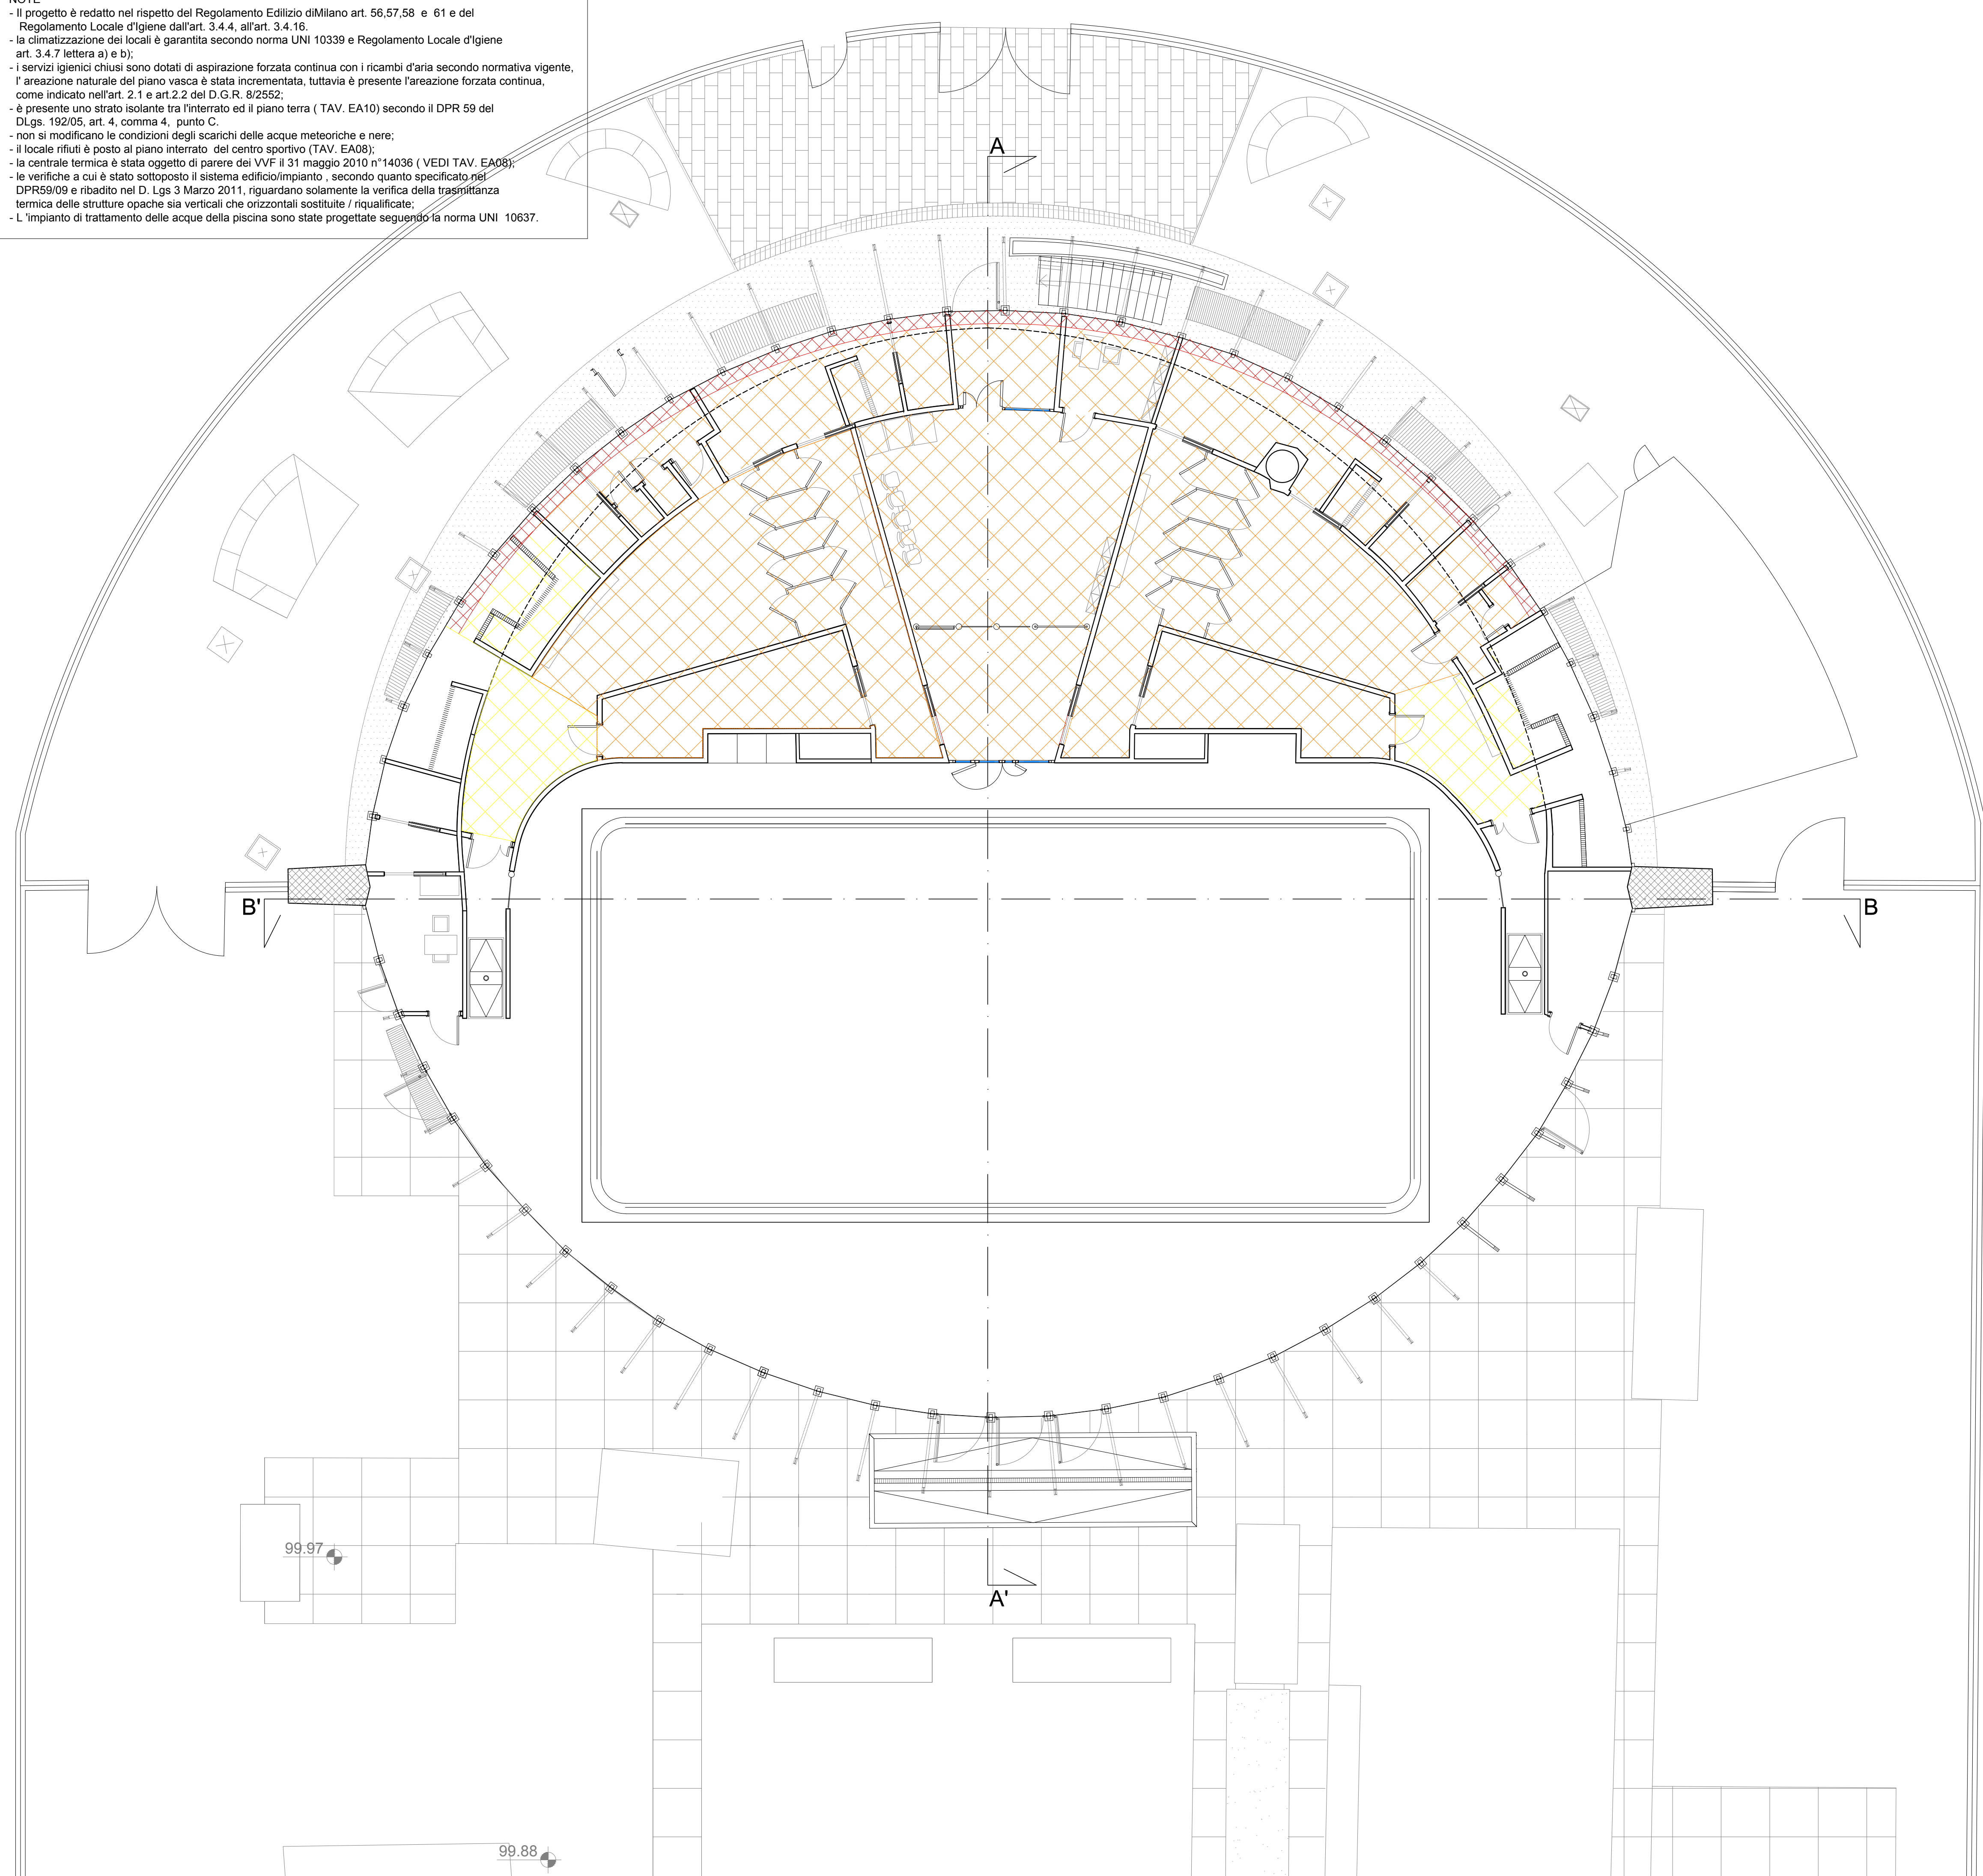 NOTE
- Il progetto è redatto nel rispetto del Regolamento Edilizio diMilano art. 56,57,58 e 61 e del
Regolamento Locale d'Igiene dall'art. 3.4.4, all'art. 3.4.16.
- la climatizzazione dei locali è garantita secondo norma UNI 10339 e Regolamento Locale d'Igiene
art. 3.4.7 lettera a) e b);
- i servizi igienici chiusi sono dotati di aspirazione forzata continua con i ricambi d'aria secondo normativa vigente,
l' areazione naturale del piano vasca è stata incrementata, tuttavia è presente l'areazione forzata continua,
come indicato nell'art. 2.1 e art.2.2 del D.G.R. 8/2552;
- è presente uno strato isolante tra l'interrato ed il piano terra ( TAV. EA10) secondo il DPR 59 del
DLgs. 192/05, art. 4, comma 4, punto C.
- non si modificano le condizioni degli scarichi delle acque meteoriche e nere;
- il locale rifiuti è posto al piano interrato del centro sportivo (TAV. EA08);
- la centrale termica è stata oggetto di parere dei VVF il 31 maggio 2010 n°14036 ( VEDI TAV. EA08);
- le verifiche a cui è stato sottoposto il sistema edificio/impianto , secondo quanto specificato nel
DPR59/09 e ribadito nel D. Lgs 3 Marzo 2011, riguardano solamente la verifica della trasmittanza
termica delle strutture opache sia verticali che orizzontali sostituite / riqualificate;
- L 'impianto di trattamento delle acque della piscina sono state progettate seguendo la norma UNI 10637.
A
B'
B
99.97
A'
99.88